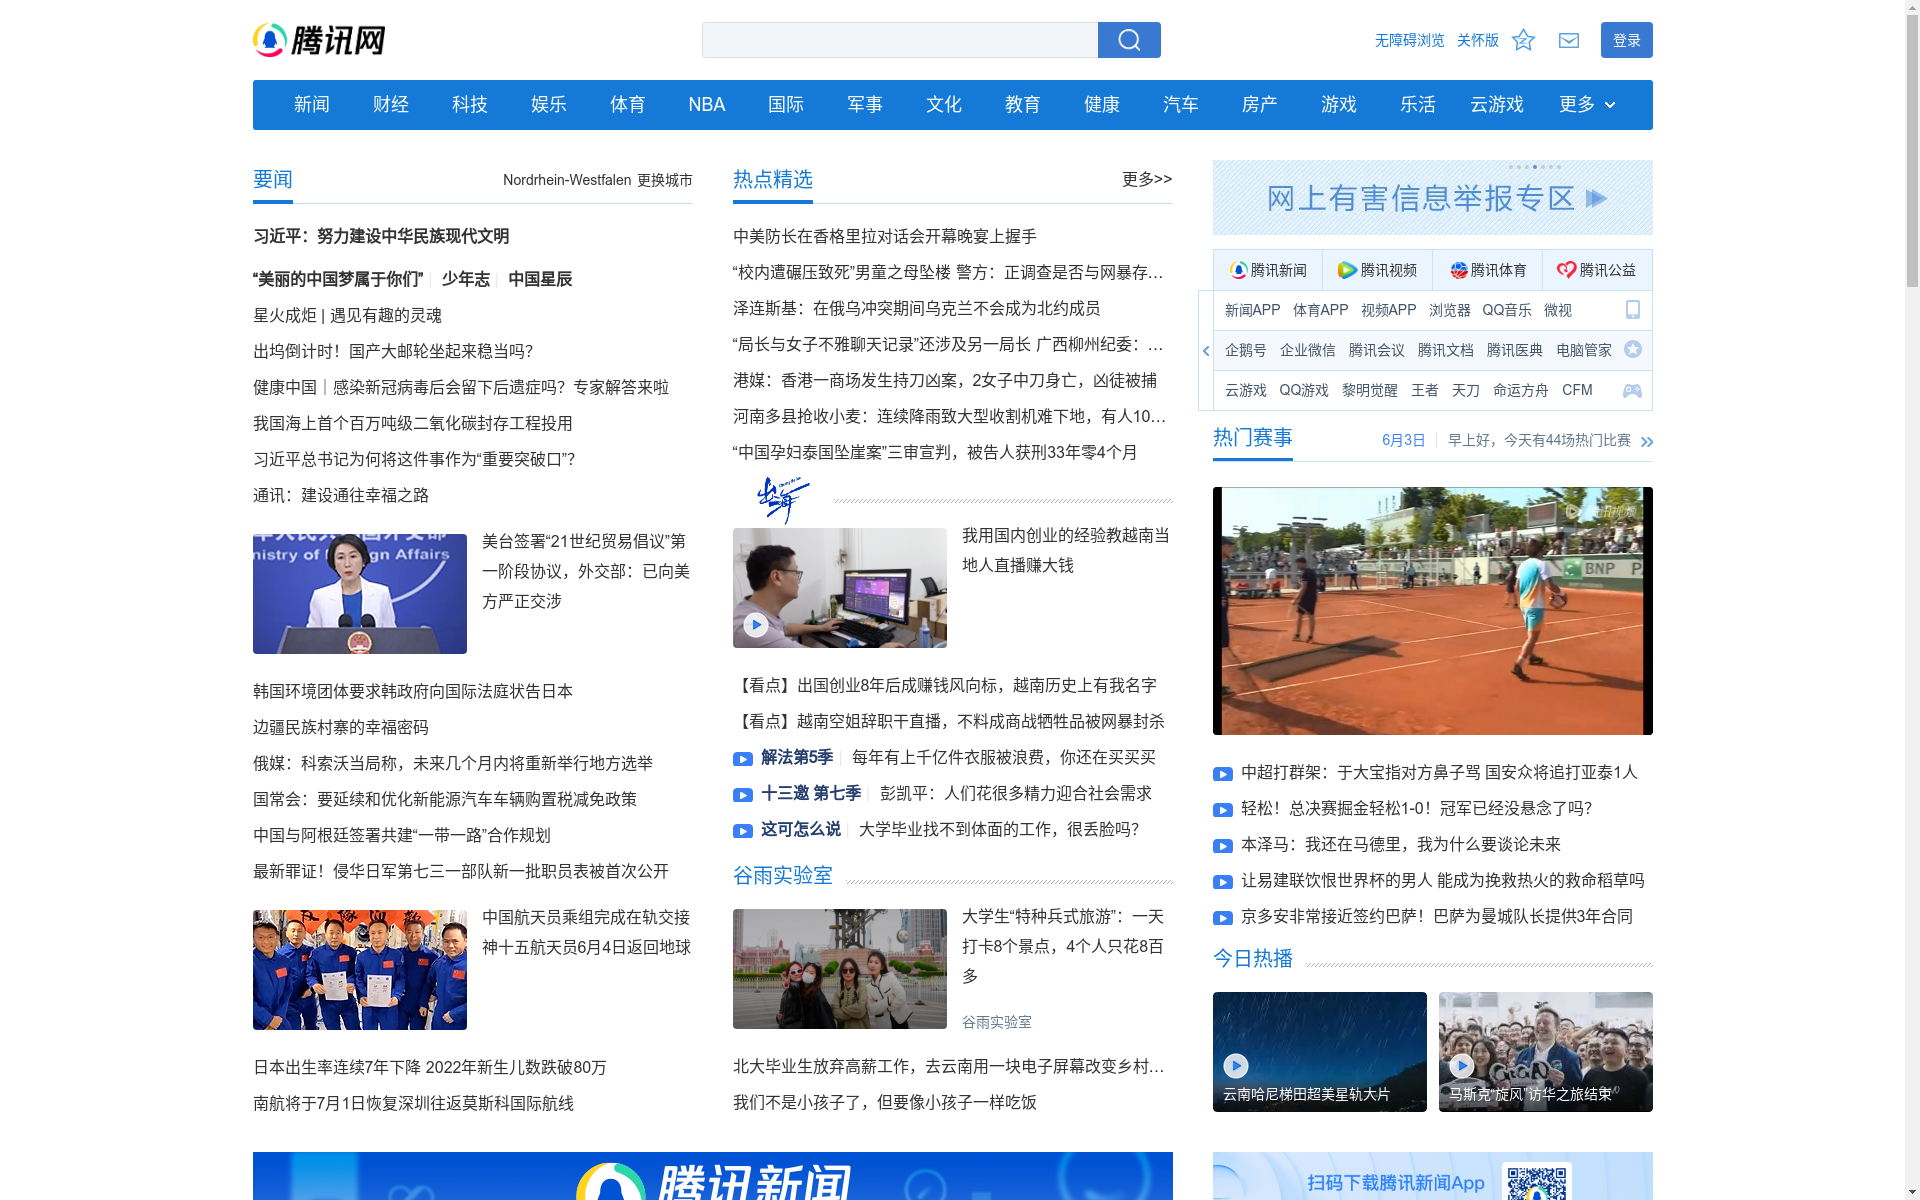 腾讯网
无障碍浏览 关怀版 登录
新闻 财经 科技 娱乐 体育 NBA 国际 军事 文化 教育 健康 汽车 房产 游戏 乐活 云游戏 更多
要闻 Nordrhein-Westfalen 更换城市
习近平：努力建设中华民族现代文明
“美丽的中国梦属于你们” 少年志 中国星辰
星火成炬 | 遇见有趣的灵魂
出坞倒计时！国产大邮轮坐起来稳当吗？
健康中国｜感染新冠病毒后会留下后遗症吗？专家解答来啦
我国海上首个百万吨级二氧化碳封存工程投用
习近平总书记为何将这件事作为“重要突破口”？
通讯：建设通往幸福之路
美台签署“21世纪贸易倡议”第
一阶段协议，外交部：已向美
方严正交涉
韩国环境团体要求韩政府向国际法庭状告日本
边疆民族村寨的幸福密码
俄媒：科索沃当局称，未来几个月内将重新举行地方选举
国常会：要延续和优化新能源汽车车辆购置税减免政策
中国与阿根廷签署共建“一带一路”合作规划
最新罪证！侵华日军第七三一部队新一批职员表被首次公开
中国航天员乘组完成在轨交接
神十五航天员6月4日返回地球
日本出生率连续7年下降 2022年新生儿数跌破80万
南航将于7月1日恢复深圳往返莫斯科国际航线
热点精选 更多>>
中美防长在香格里拉对话会开幕晚宴上握手
“校内遭碾压致死”男童之母坠楼 警方：正调查是否与网暴存…
泽连斯基：在俄乌冲突期间乌克兰不会成为北约成员
“局长与女子不雅聊天记录”还涉及另一局长 广西柳州纪委：…
港媒：香港一商场发生持刀凶案，2女子中刀身亡，凶徒被捕
河南多县抢收小麦：连续降雨致大型收割机难下地，有人10…
“中国孕妇泰国坠崖案”三审宣判，被告人获刑33年零4个月
出海
我用国内创业的经验教越南当
地人直播赚大钱
【看点】出国创业8年后成赚钱风向标，越南历史上有我名字
【看点】越南空姐辞职干直播，不料成商战牺牲品被网暴封杀
解法第5季 每年有上千亿件衣服被浪费，你还在买买买
十三邀 第七季 彭凯平：人们花很多精力迎合社会需求
这可怎么说 大学毕业找不到体面的工作，很丢脸吗？
谷雨实验室
大学生“特种兵式旅游”：一天
打卡8个景点，4个人只花8百
多
谷雨实验室
北大毕业生放弃高薪工作，去云南用一块电子屏幕改变乡村…
我们不是小孩子了，但要像小孩子一样吃饭
网上有害信息举报专区
腾讯新闻 腾讯视频 腾讯体育 腾讯公益
新闻APP 体育APP 视频APP 浏览器 QQ音乐 微视
企鹅号 企业微信 腾讯会议 腾讯文档 腾讯医典 电脑管家
云游戏 QQ游戏 黎明觉醒 王者 天刀 命运方舟 CFM
热门赛事 6月3日 早上好，今天有44场热门比赛
腾讯视频
BNP P
中超打群架：于大宝指对方鼻子骂 国安众将追打亚泰1人
轻松！总决赛掘金轻松1-0！冠军已经没悬念了吗？
本泽马：我还在马德里，我为什么要谈论未来
让易建联饮恨世界杯的男人 能成为挽救热火的救命稻草吗
京多安非常接近签约巴萨！巴萨为曼城队长提供3年合同
今日热播
云南哈尼梯田超美星轨大片
马斯克“旋风”访华之旅结束
腾讯新闻
扫码下载腾讯新闻App